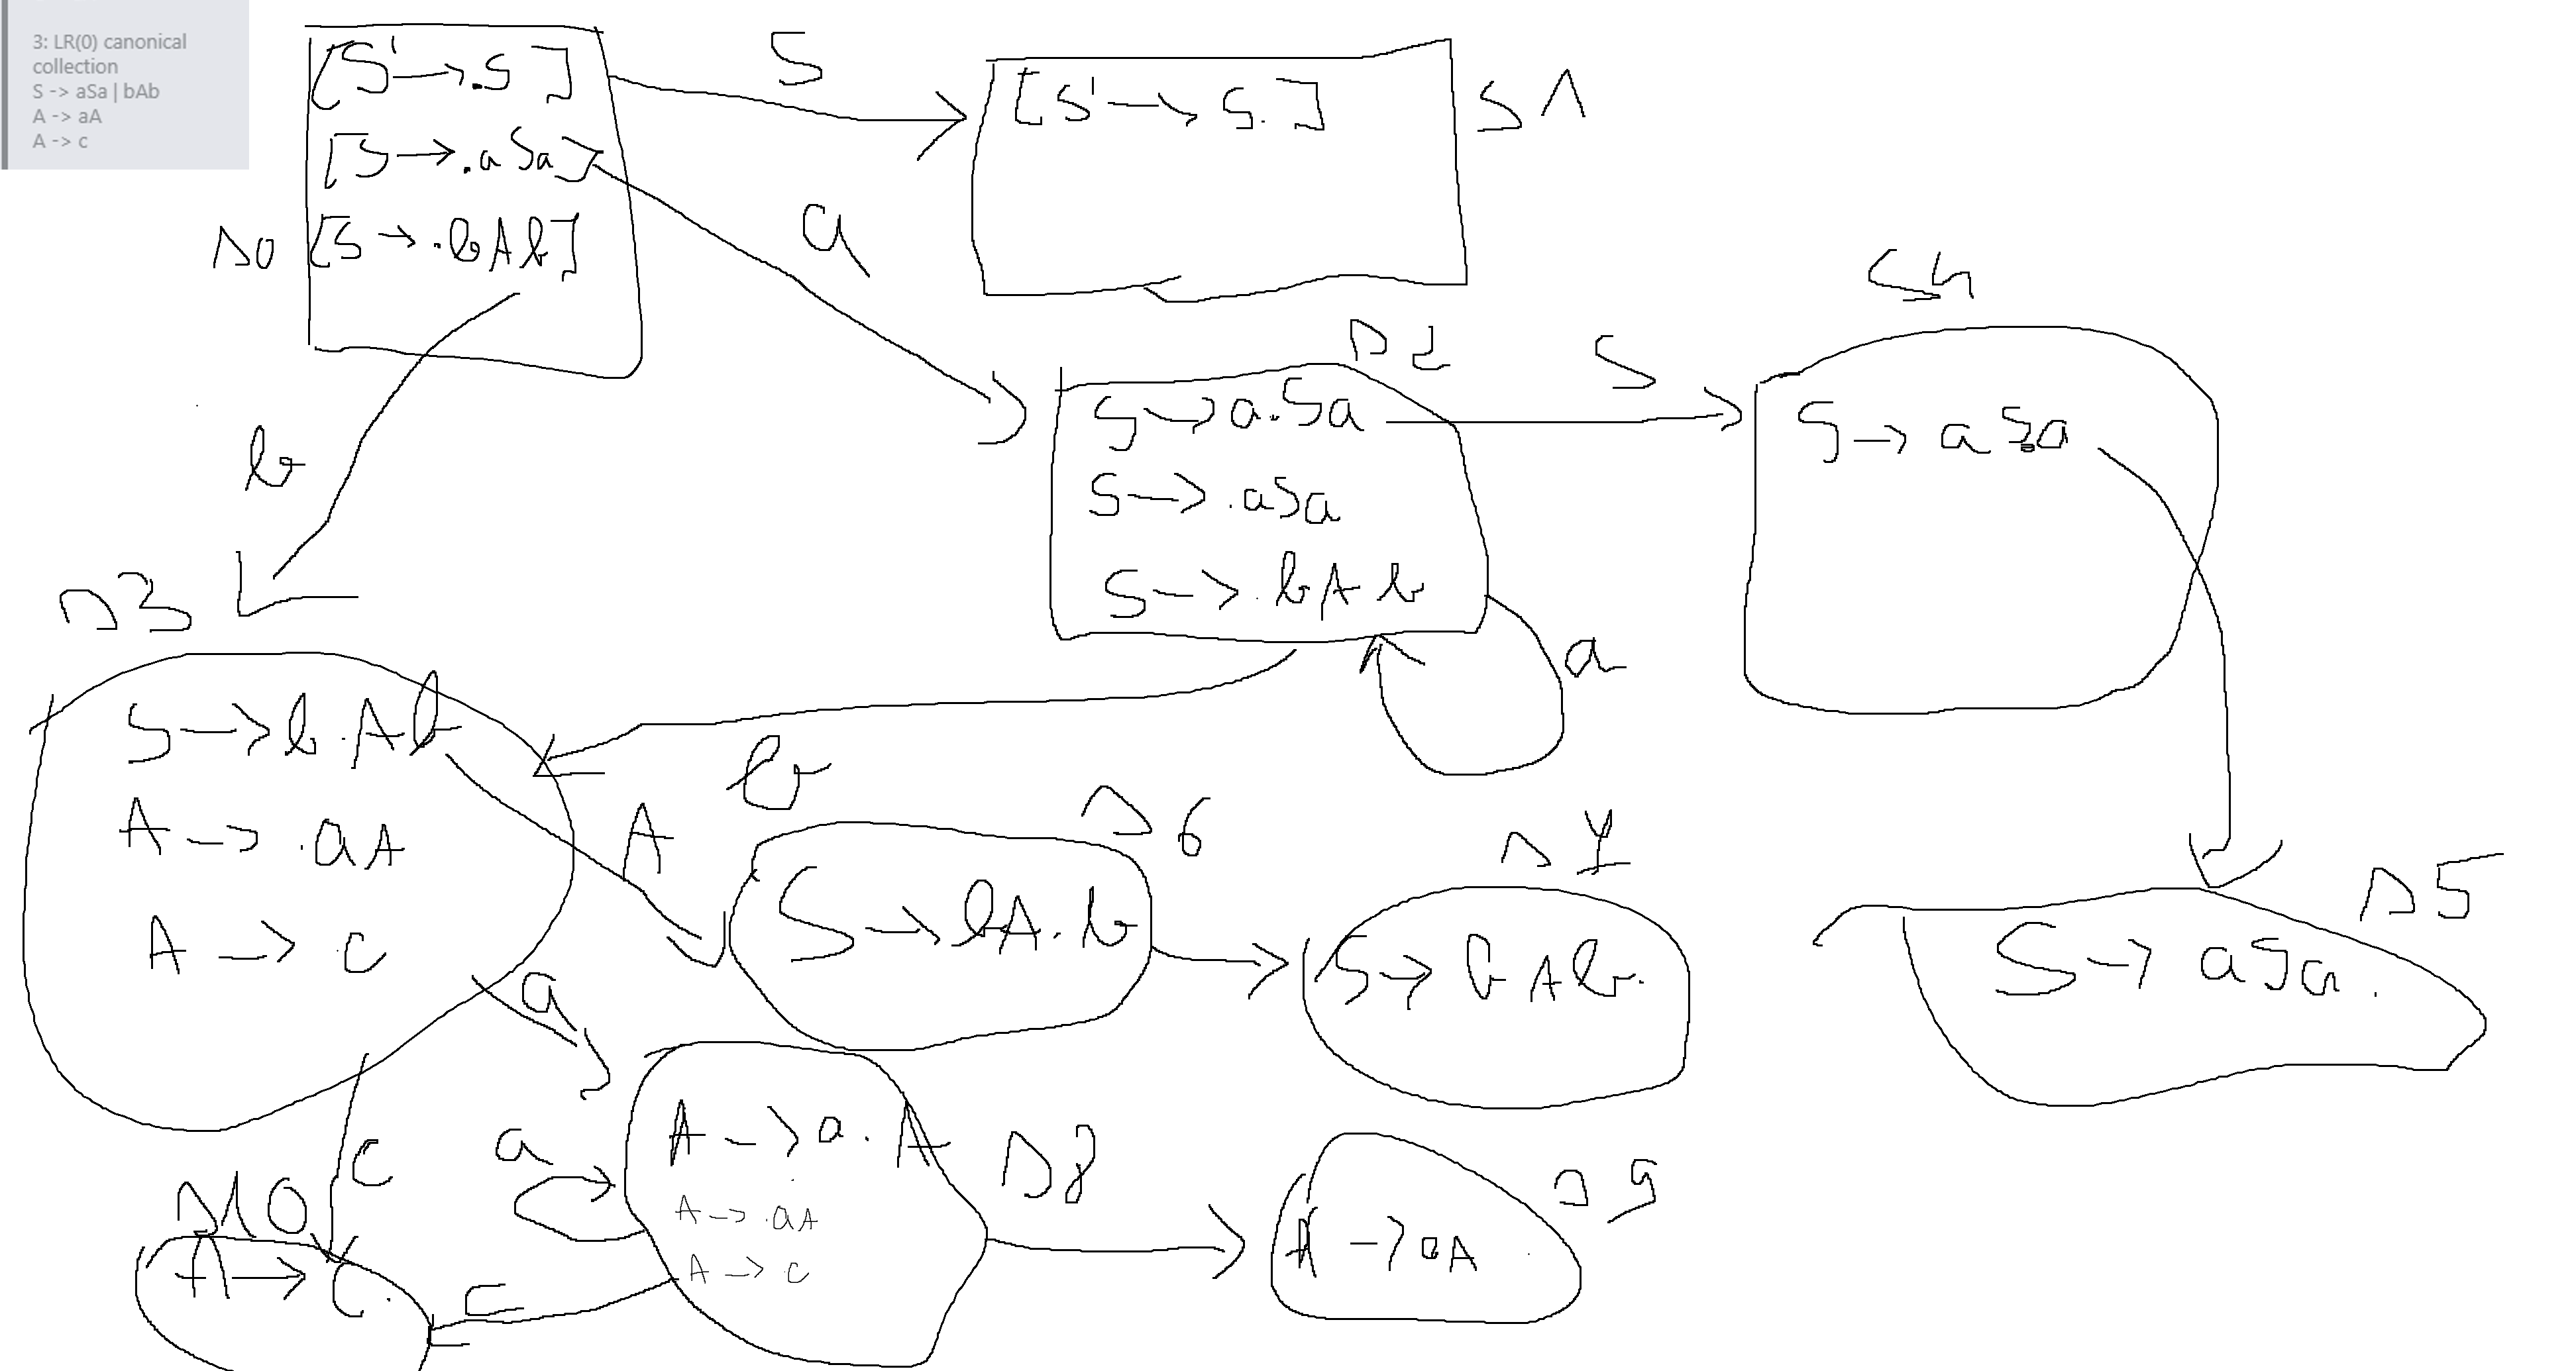 3: LR(0) canonical
collection
S -> aSa | bAb
A -> aA
A -> c
[S' → .S]
[S → .aSa]
[S → .bAb]
s0
S
[S' → S.]
S1
a
b
s2
S → a.Sa
S → .aSa
S → .bAb
S
S4
S → aS.a
a
b
s3
S → b.Ab
A → .aA
A → .c
A
s6
S → bA.b
s7
S → bAb.
s5
S → aSa.
a
c
s10
A → c.
a
c
A → a.A
A → .aA
A → c
s8
s9
A → aA.